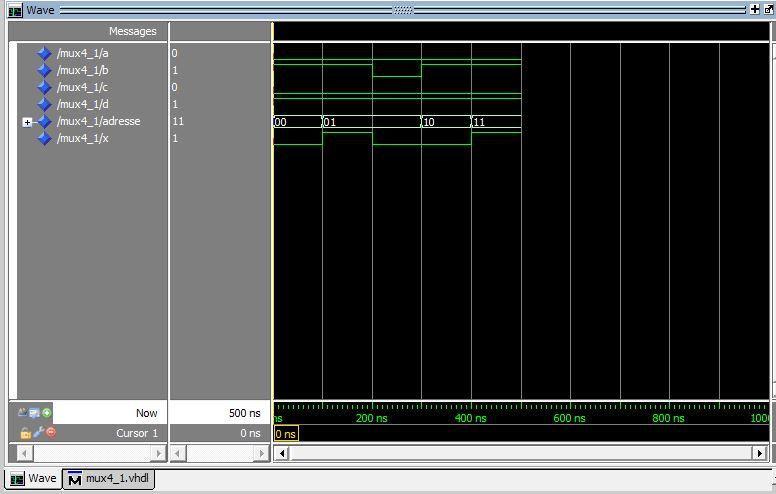 Wave
Messages
/mux4_1/a 0
/mux4_1/b 1
/mux4_1/c 0
/mux4_1/d 1
/mux4_1/adresse 11 00 01 10 11
/mux4_1/x 1
Now 500 ns ns 200 ns 400 ns 600 ns 800 ns 1000
Cursor 1 0 ns 0 ns
Wave mux4_1.vhdl